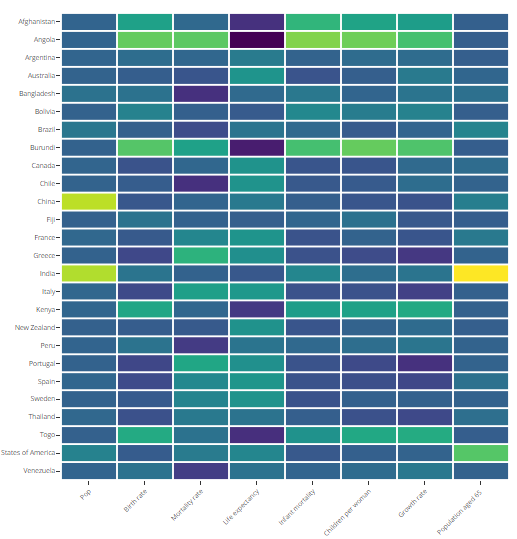 Afghanistan
Angola
Argentina
Australia
Bangladesh
Bolivia
Brazil
Burundi
Canada
Chile
China
Fiji
France
Greece
India
Italy
Kenya
New Zealand
Peru
Portugal
Spain
Sweden
Thailand
Togo
States of America
Venezuela
Pop
Birth rate
Mortality rate
Life expectancy
Infant mortality
Children per woman
Growth rate
Population aged 65